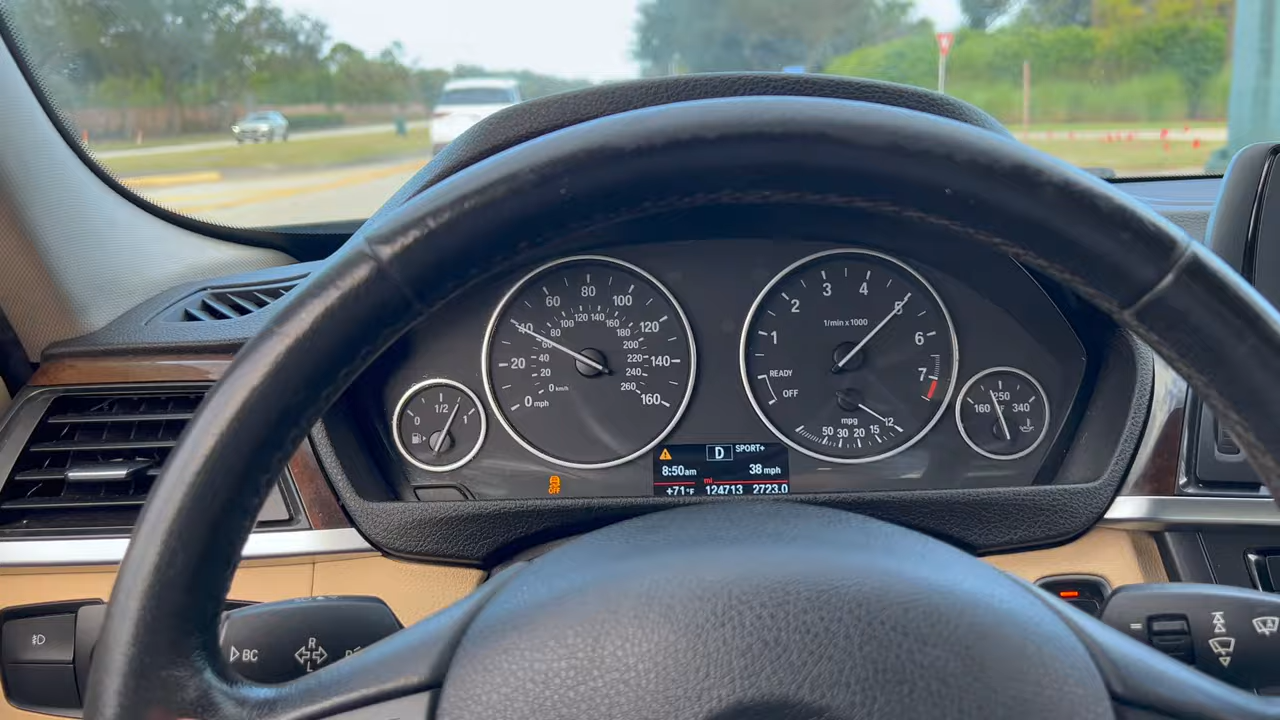 0 1/2 1
0 20 40 60 80 100 120 140 160
mph
0 20 40 60 80 100 120 140 160 180 200 220 240 260
km/h
1 2 3 4 5 6 7
1/min x 1000
READY
OFF
mpg
50 30 20 15 12
160 250 340
°F
OFF
D SPORT+
8:50am 38 mph
mi
+71°F 124713 2723.0
BC
R
L